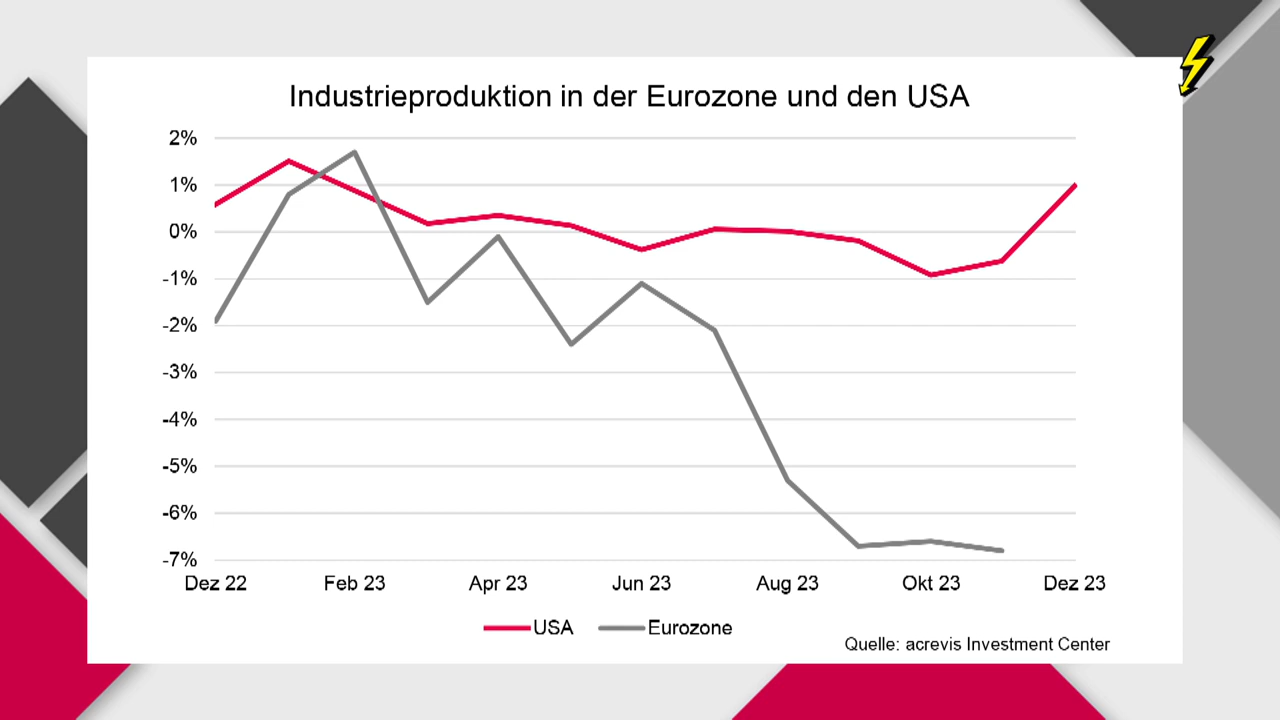 Industrieproduktion in der Eurozone und den USA
2%
1%
0%
-1%
-2%
-3%
-4%
-5%
-6%
-7%
Dez 22 Feb 23 Apr 23 Jun 23 Aug 23 Okt 23 Dez 23
USA Eurozone
Quelle: acrevis Investment Center